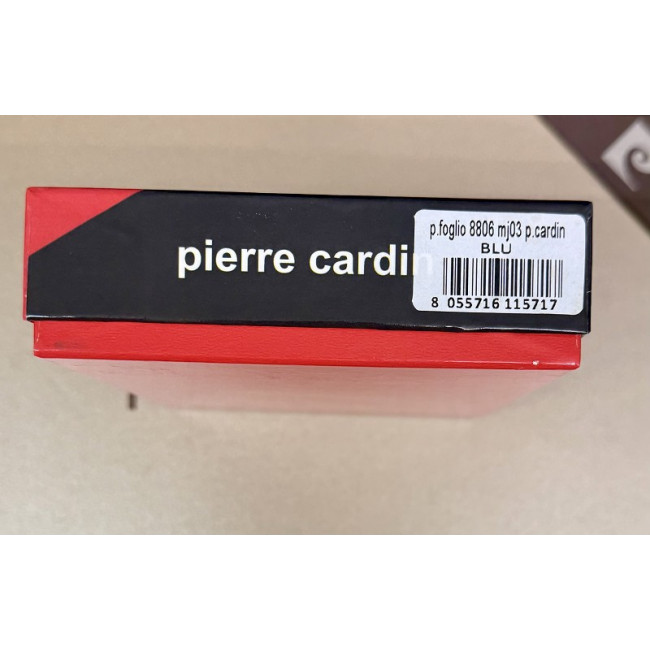 pierre cardin
p.foglio 8806 mj03 p.cardin
BLU
8 055716 115717